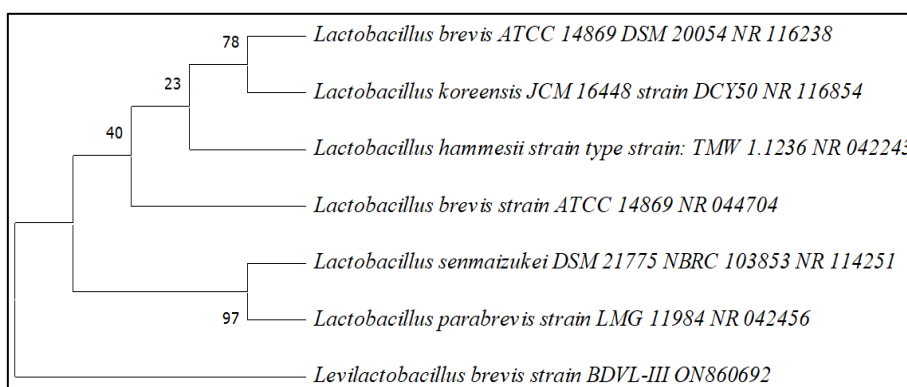 78
Lactobacillus brevis ATCC 14869 DSM 20054 NR 116238
Lactobacillus koreensis JCM 16448 strain DCY50 NR 116854
23
Lactobacillus hammesii strain type strain: TMW 1.1236 NR 042243
40
Lactobacillus brevis strain ATCC 14869 NR 044704
Lactobacillus senmaizukei DSM 21775 NBRC 103853 NR 114251
97
Lactobacillus parabrevis strain LMG 11984 NR 042456
Levilactobacillus brevis strain BDVL-III ON860692